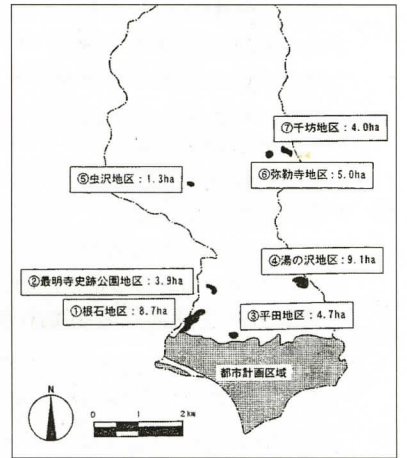 ⑦千坊地区：4.0ha
⑤虫沢地区：1.3ha
⑥弥勒寺地区：5.0ha
④湯の沢地区：9.1ha
②最明寺史跡公園地区：3.9ha
①根石地区：8.7ha
③平田地区：4.7ha
都市計画区域
N
0 1 2km